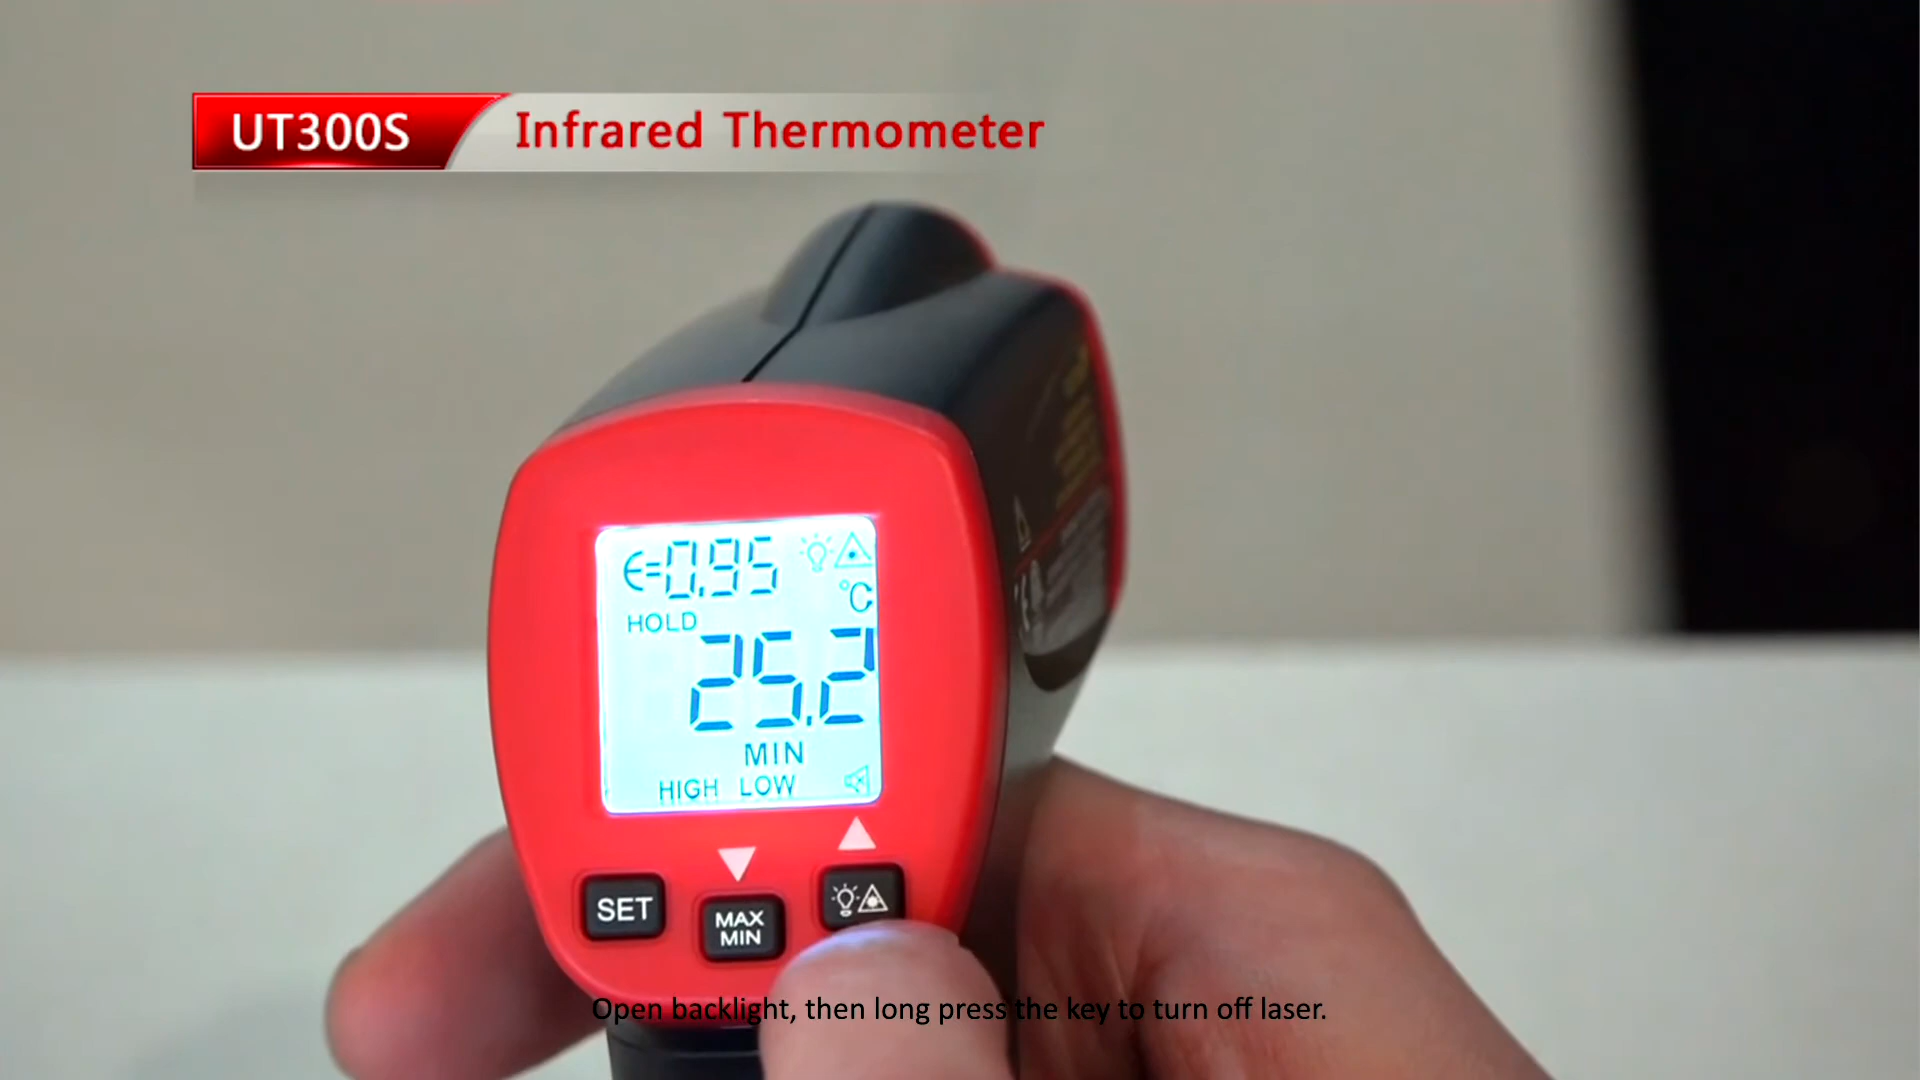 UT300S Infrared Thermometer
Є=0.95
°C
HOLD
25.2
MIN
HIGH LOW
SET
MAX
MIN
Open backlight, then long press the key to turn off laser.